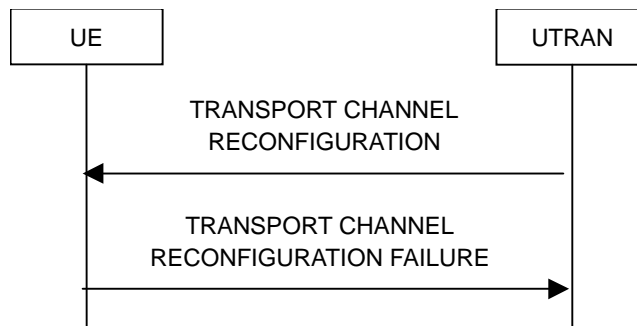 UE
UTRAN
TRANSPORT CHANNEL
RECONFIGURATION
TRANSPORT CHANNEL
RECONFIGURATION FAILURE